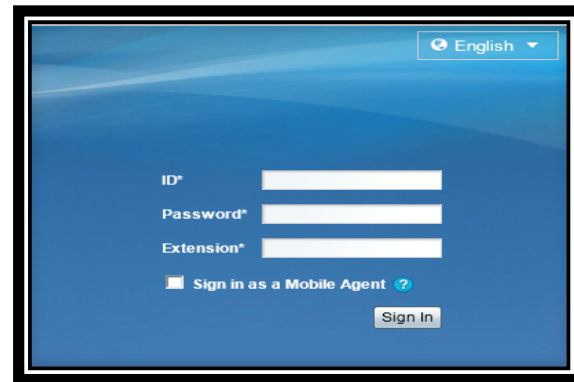 English
ID*
Password*
Extension*
Sign in as a Mobile Agent ?
Sign In